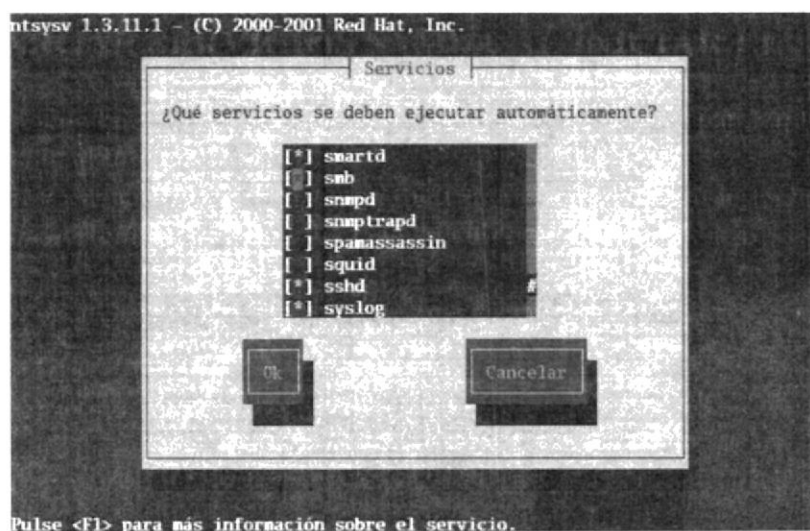 ntsysv 1.3.11.1 - (C) 2000-2001 Red Hat, Inc.
Servicios
¿Qué servicios se deben ejecutar automáticamente?
[*] smartd
[*] smb
[ ] snmpd
[ ] snmptrapd
[ ] spamassassin
[ ] squid
[*] sshd #
[*] syslog
Ok
Cancelar
Pulse <F1> para más información sobre el servicio.